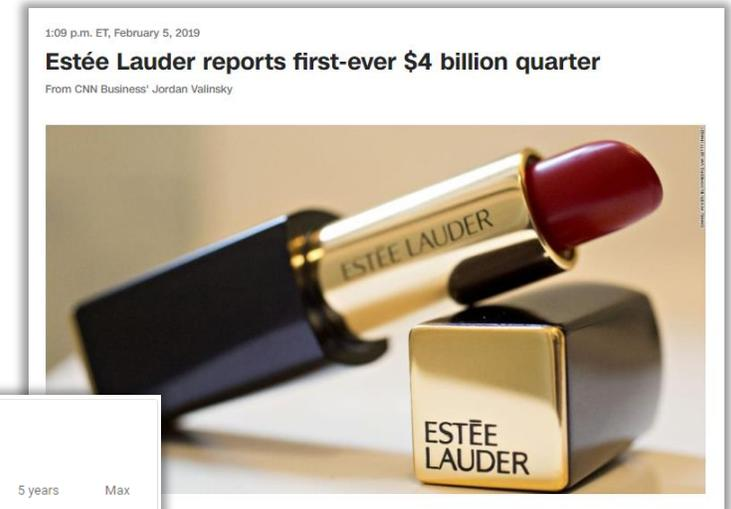 1:09 p.m. ET, February 5, 2019
Estée Lauder reports first-ever $4 billion quarter
From CNN Business' Jordan Valinsky
ESTĒE LAUDER
ESTĒE
LAUDER
5 years Max